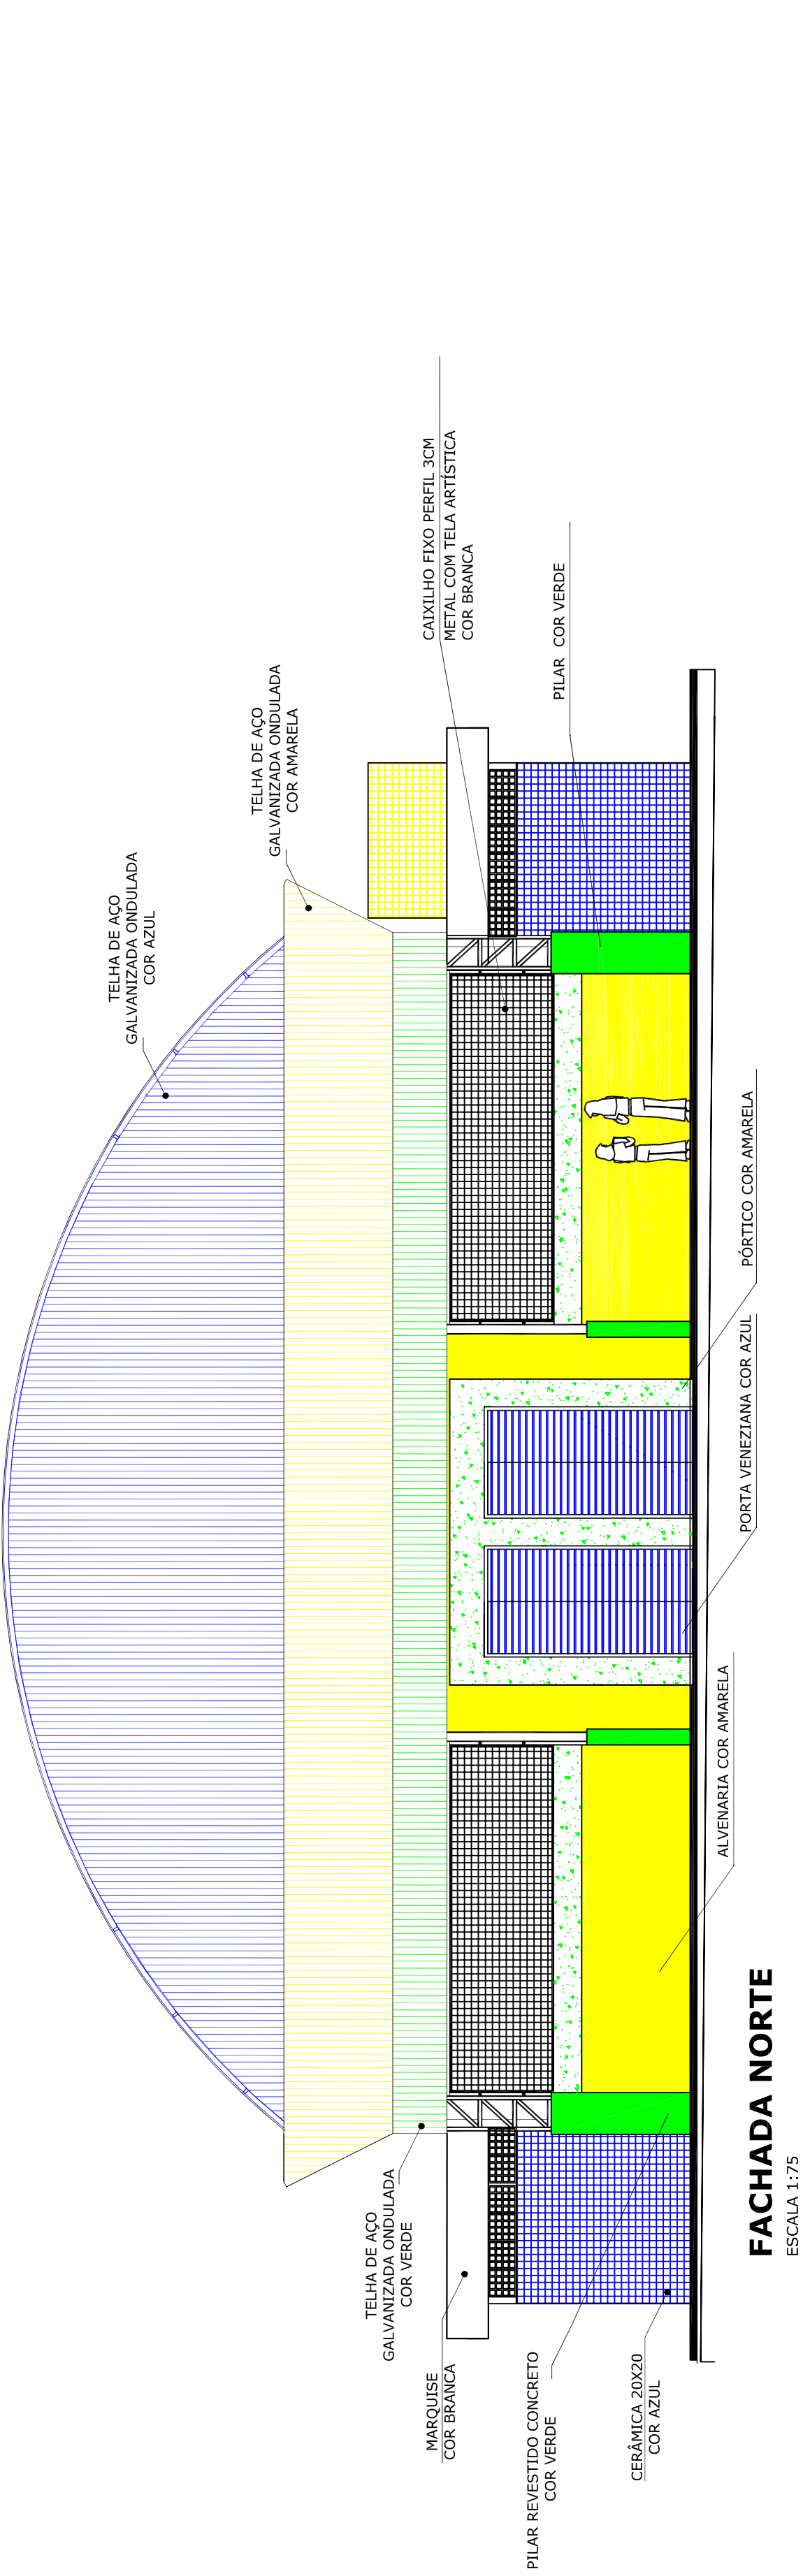 TELHA DE AÇO
GALVANIZADA ONDULADA
COR AZUL
TELHA DE AÇO
GALVANIZADA ONDULADA
COR AMARELA
TELHA DE AÇO
GALVANIZADA ONDULADA
COR VERDE
CAIXILHO FIXO PERFIL 3CM
METAL COM TELA ARTÍSTICA
COR BRANCA
MARQUISE
COR BRANCA
PILAR COR VERDE
PILAR REVESTIDO CONCRETO
COR VERDE
CERÂMICA 20X20
COR AZUL
ALVENARIA COR AMARELA
PORTA VENEZIANA COR AZUL
PÓRTICO COR AMARELA
FACHADA NORTE
ESCALA 1:75